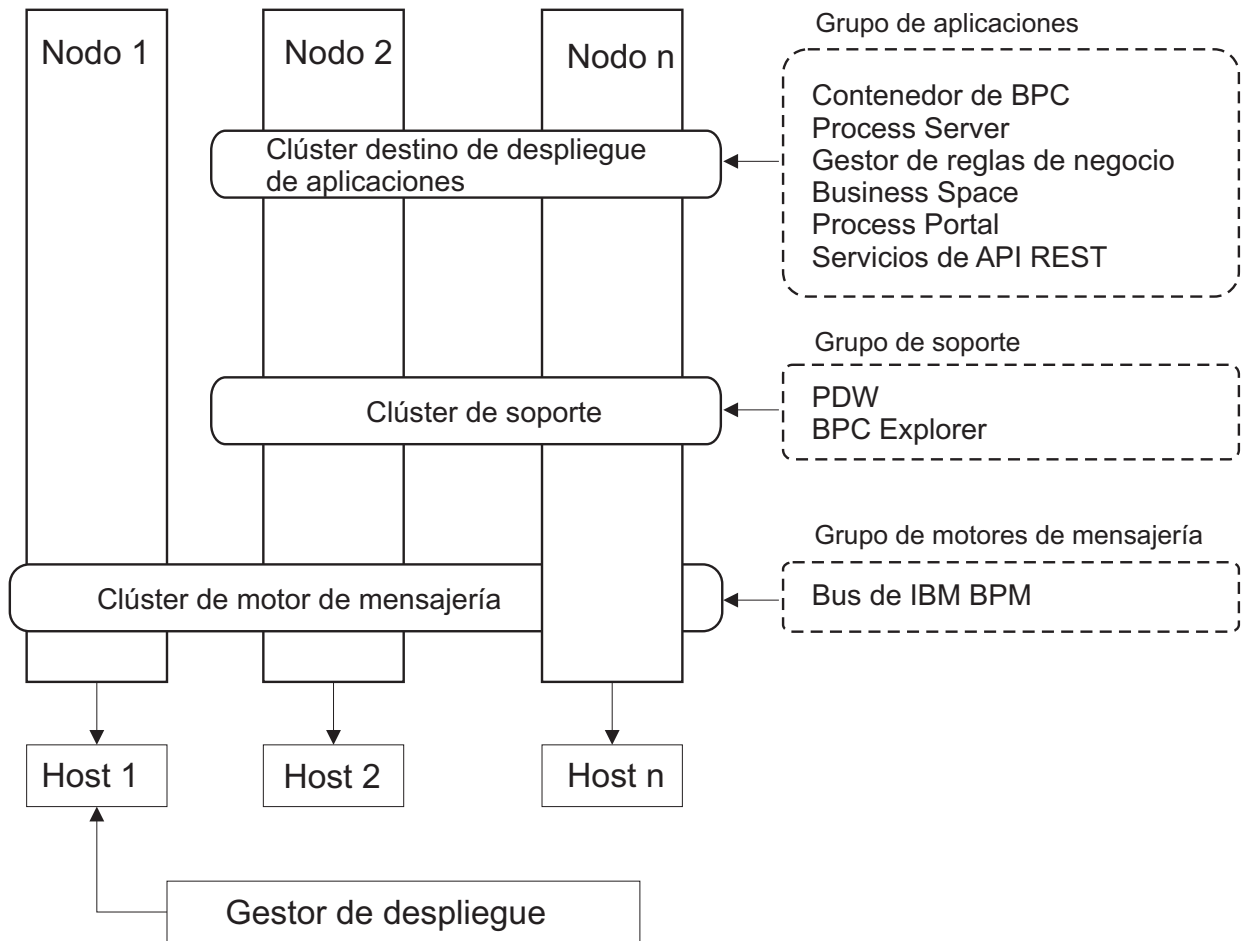 Nodo 1
Nodo 2
Nodo n
Grupo de aplicaciones
Contenedor de BPC
Process Server
Gestor de reglas de negocio
Business Space
Process Portal
Servicios de API REST
Clúster destino de despliegue
de aplicaciones
Grupo de soporte
PDW
BPC Explorer
Clúster de soporte
Grupo de motores de mensajería
Bus de IBM BPM
Clúster de motor de mensajería
Host 1
Host 2
Host n
Gestor de despliegue